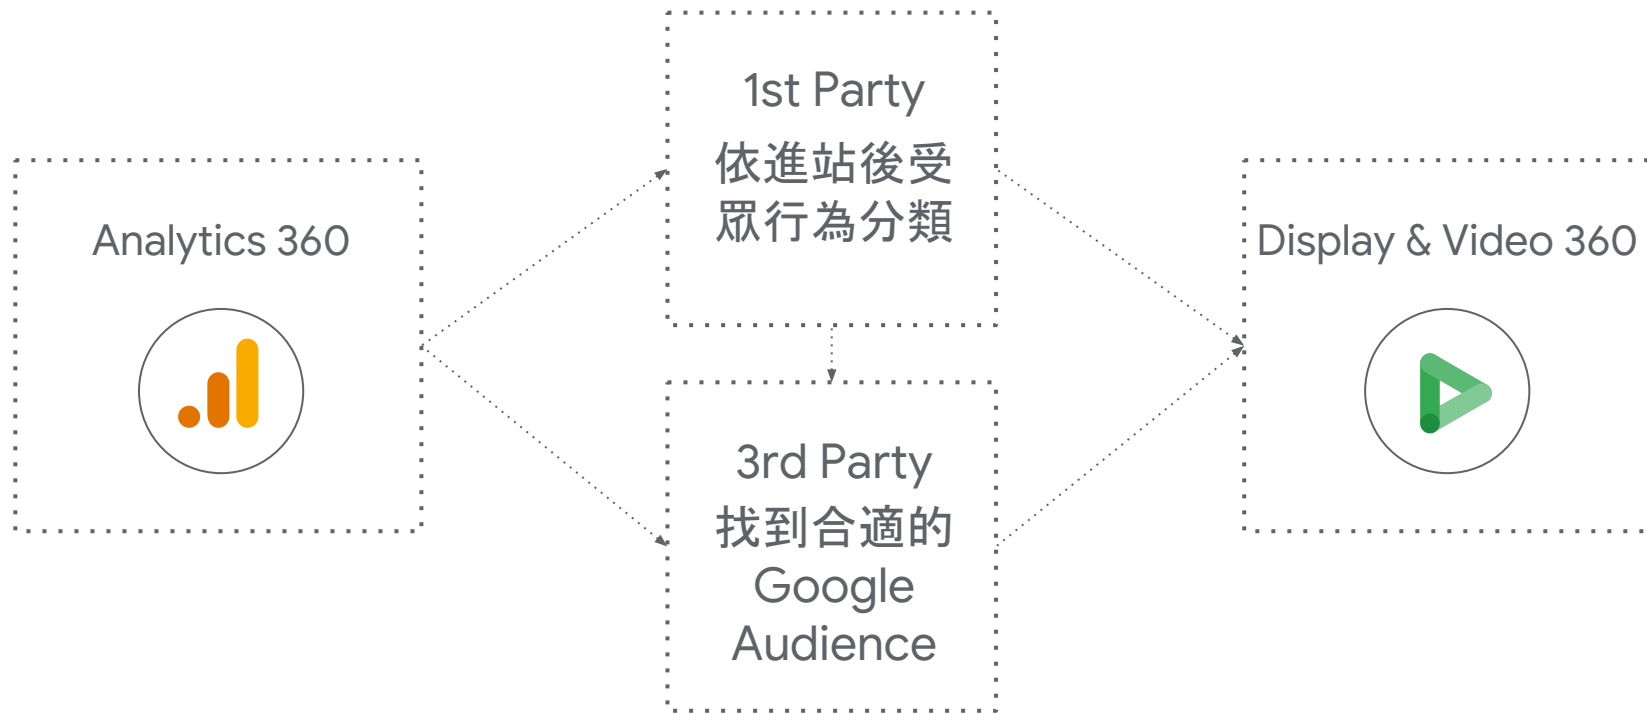 Analytics 360
1st Party
依進站後受
眾行為分類
3rd Party
找到合適的
Google
Audience
Display & Video 360